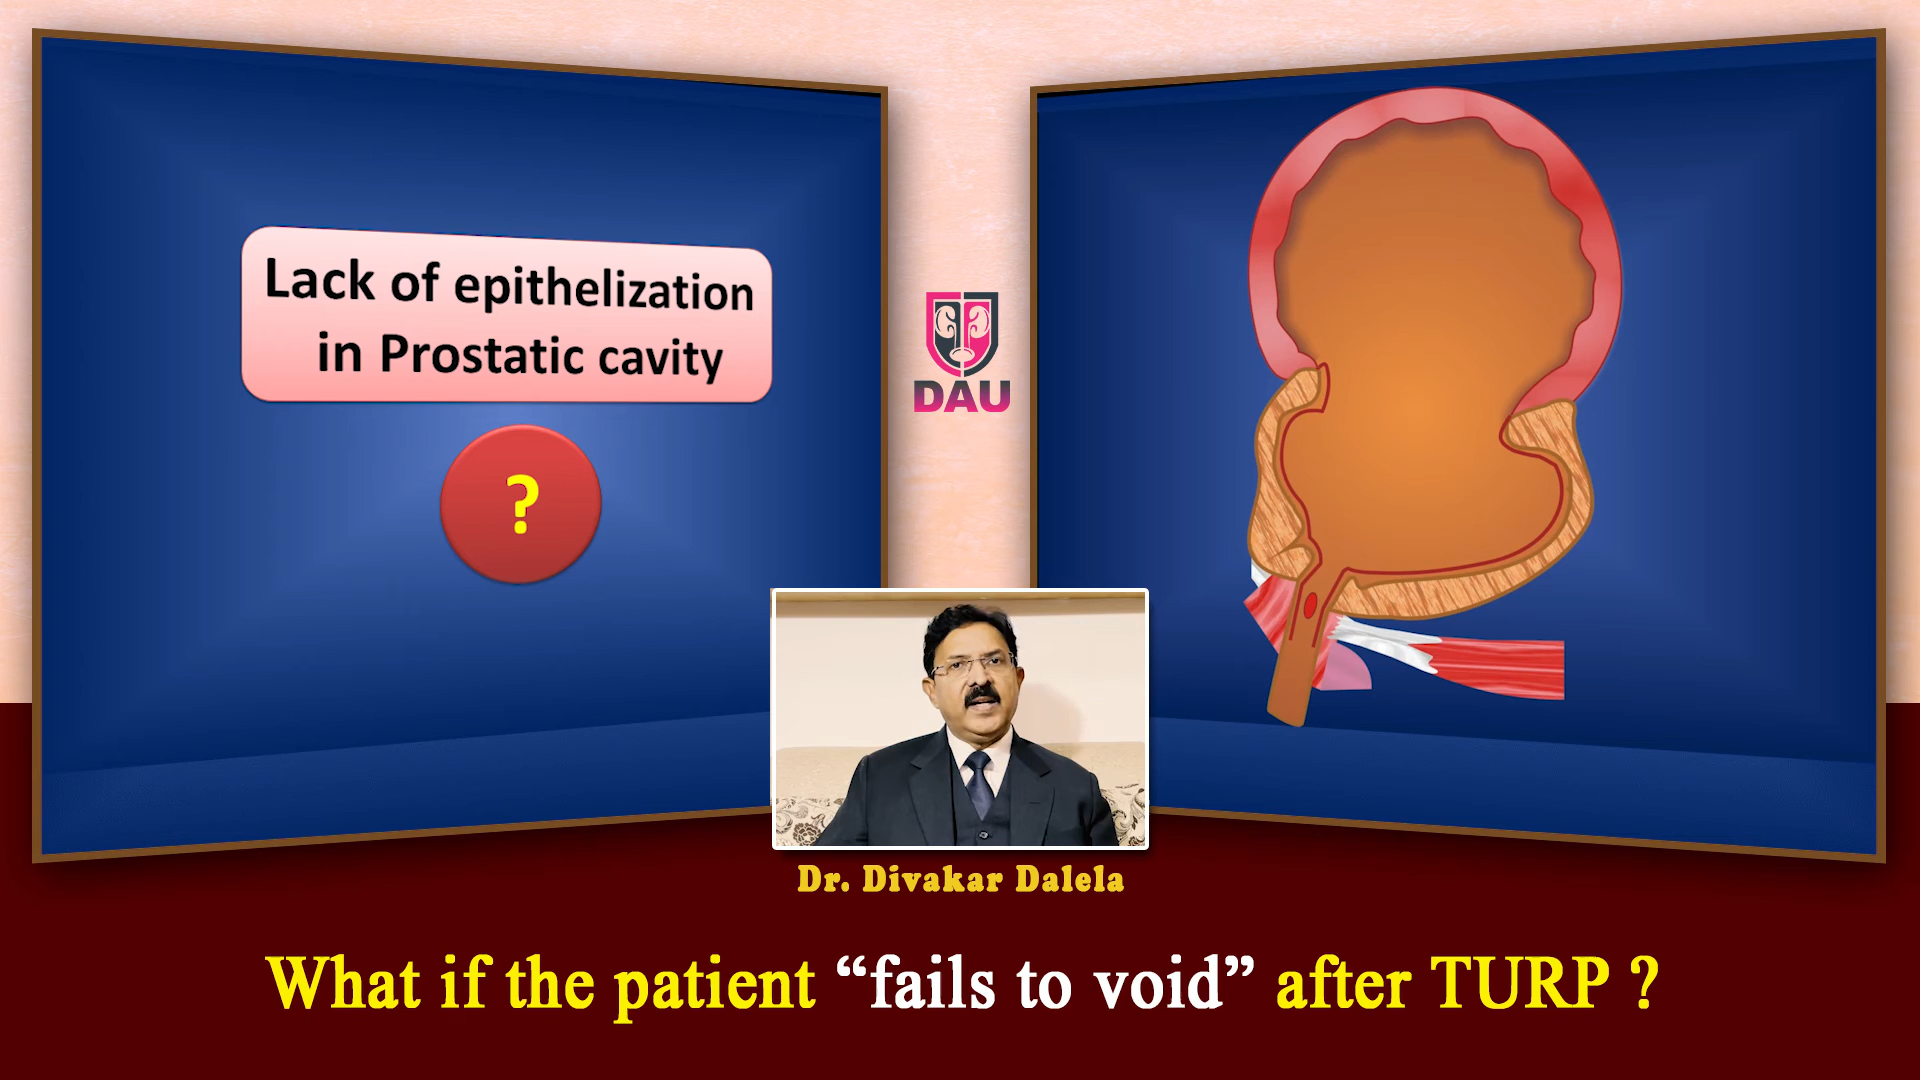 Lack of epithelization
in Prostatic cavity
?
DAU
Dr. Divakar Dalela
What if the patient “fails to void” after TURP ?